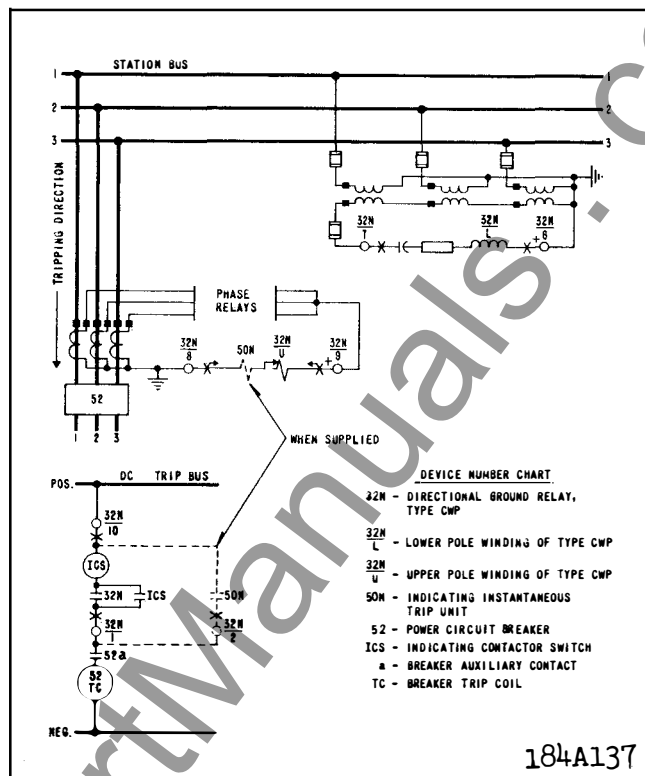 STATION BUS
1 1
2 2
3 3
TRIPPING DIRECTION
32N
7
32N
L
32N
+ 6
PHASE
RELAYS
32N
8
50N
32N
U
32N
+ 9
52
1 2 3
WHEN SUPPLIED
DC TRIP BUS
POS.
32N
10
ICS
32N
ICS
50N
32N
1
32N
2
52a
52
TC
NEG.
DEVICE NUMBER CHART
32N - DIRECTIONAL GROUND RELAY,
TYPE CWP
32N
L - LOWER POLE WINDING OF TYPE CWP
32N
U - UPPER POLE WINDING OF TYPE CWP
50N - INDICATING INSTANTANEOUS
TRIP UNIT
52 - POWER CIRCUIT BREAKER
ICS - INDICATING CONTACTOR SWITCH
a - BREAKER AUXILIARY CONTACT
TC - BREAKER TRIP COIL
184A137